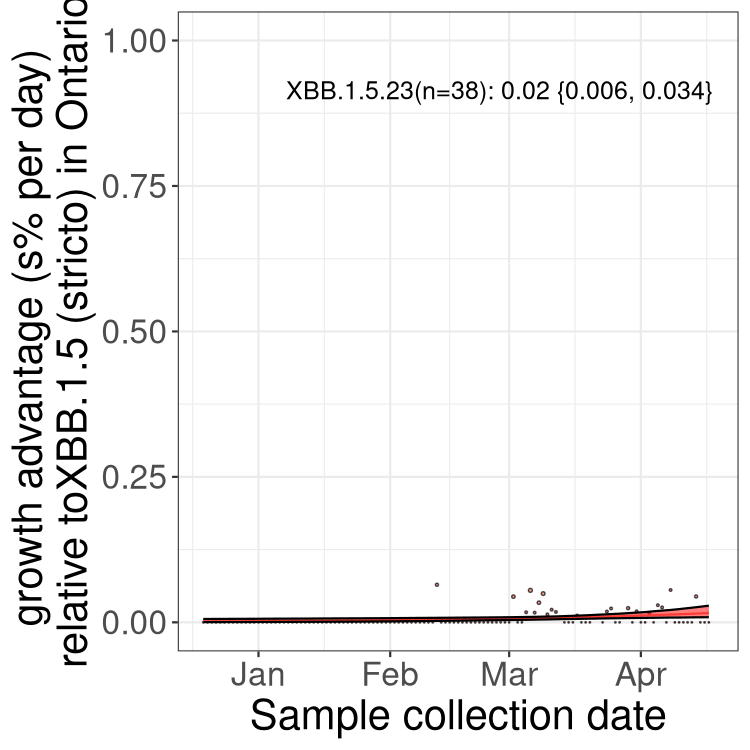 growth advantage (s% per day)
relative toXBB.1.5 (stricto) in Ontario
1.00
0.75
0.50
0.25
0.00
XBB.1.5.23(n=38): 0.02 {0.006, 0.034}
Jan
Feb
Mar
Apr
Sample collection date